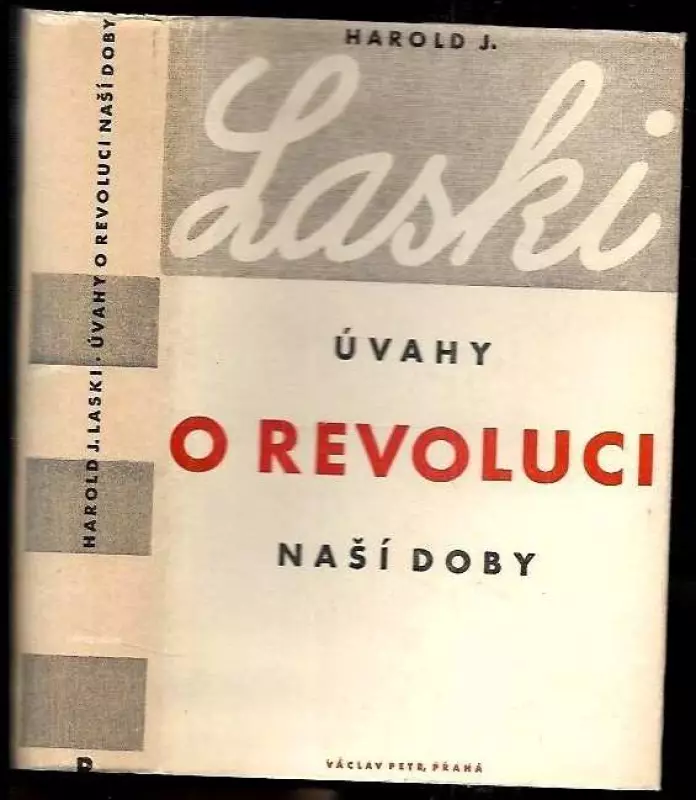 HAROLD J. LASKI · ÚVAHY O REVOLUCI NAŠÍ DOBY
P
HAROLD J.
Laski
ÚVAHY
O REVOLUCI
NAŠÍ DOBY
VÁCLAV PETR, PRAHA